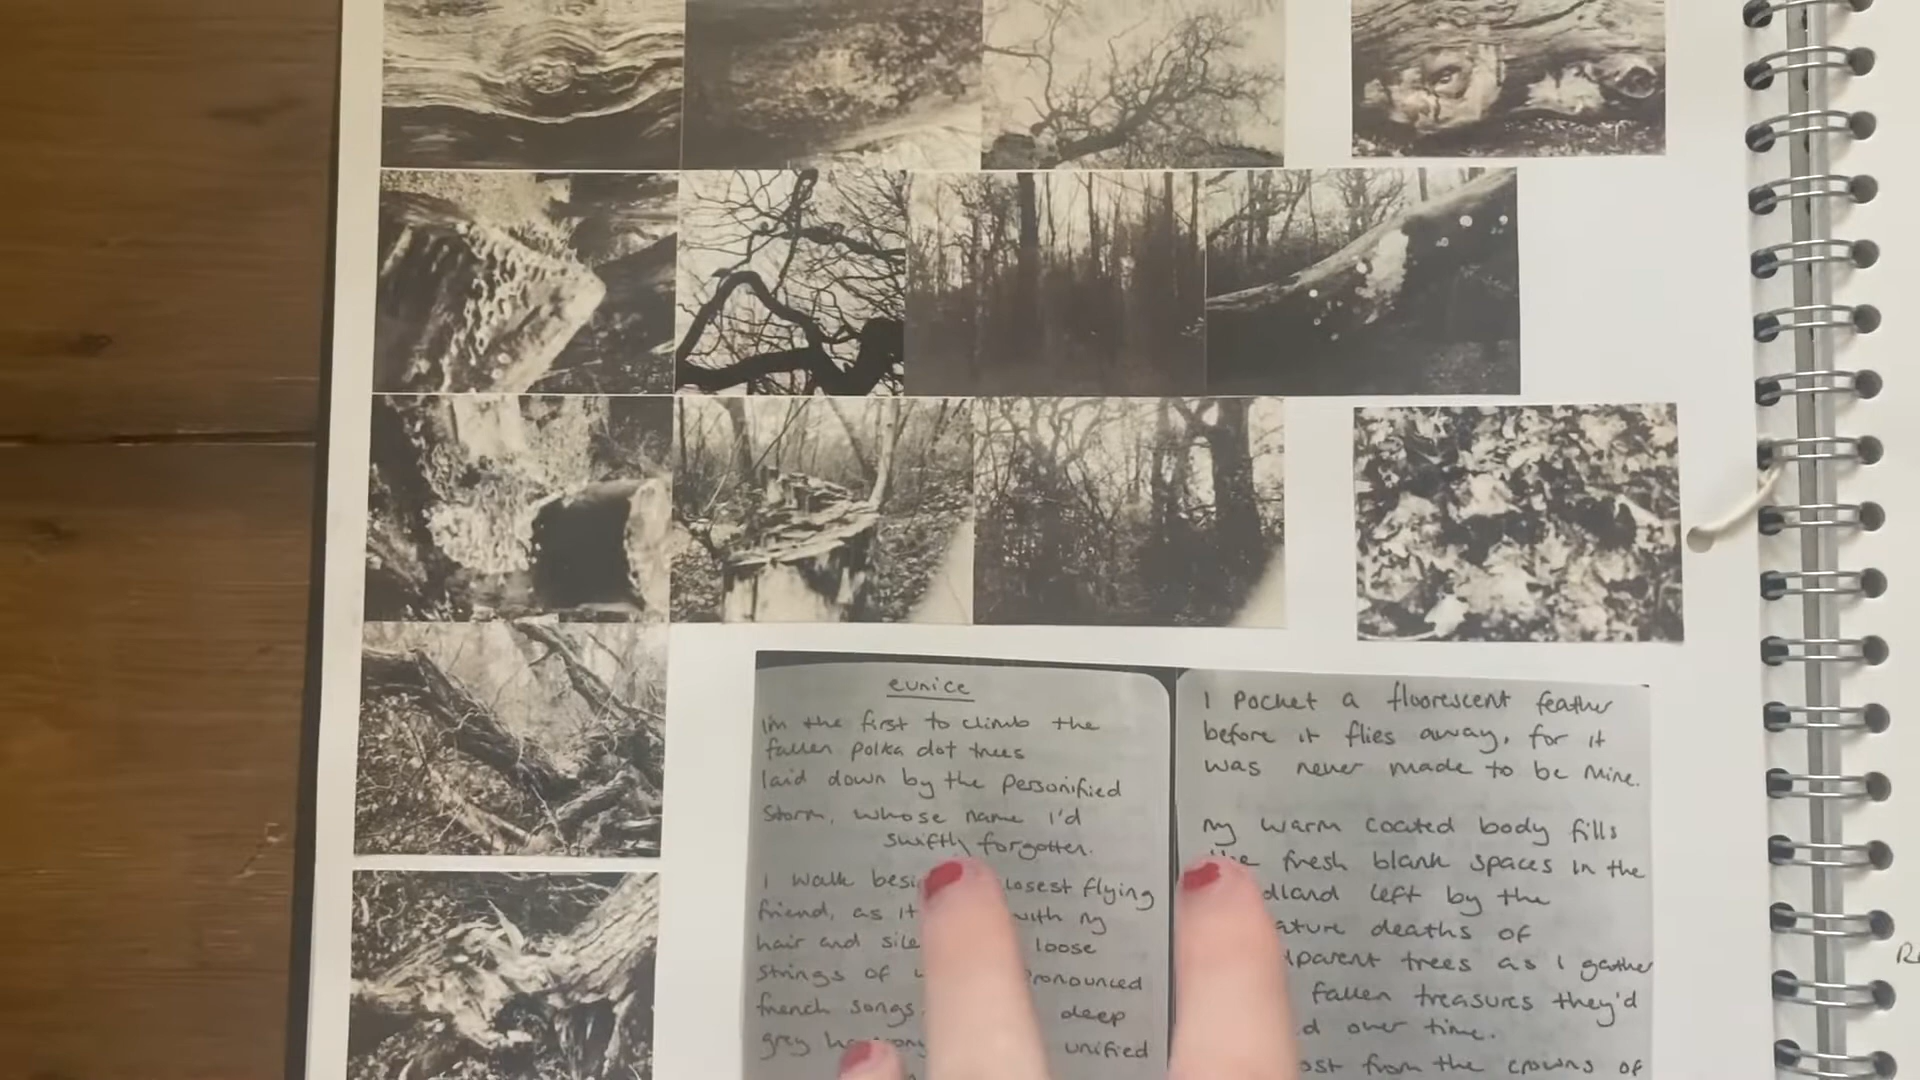 eunice
Im the first to climb the
fallen polka dot trees
laid down by the personified
storm, whose name I'd
swiftly forgotten.
I walk losest flying
friend, as it with my
hair and loose
strings of ronounced
french songs. deep
grey unified
I pocket a fluorescent feather
before it flies away, for it
was never made to be mine.
My warm coated body fills
the fresh blank spaces in the
dland left by the
ature deaths of
parent trees as I gather
fallen treasures they'd
d over time.
ost from the crowns of